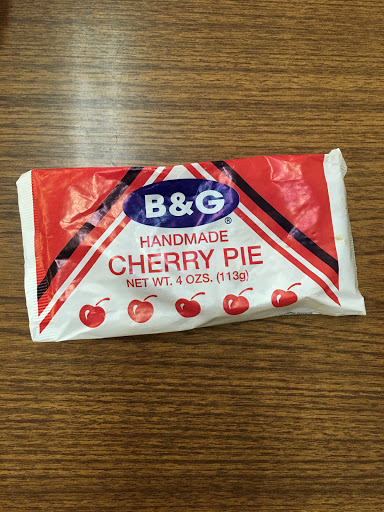 B&G®
HANDMADE
CHERRY PIE
NET WT. 4 OZS. (113g)